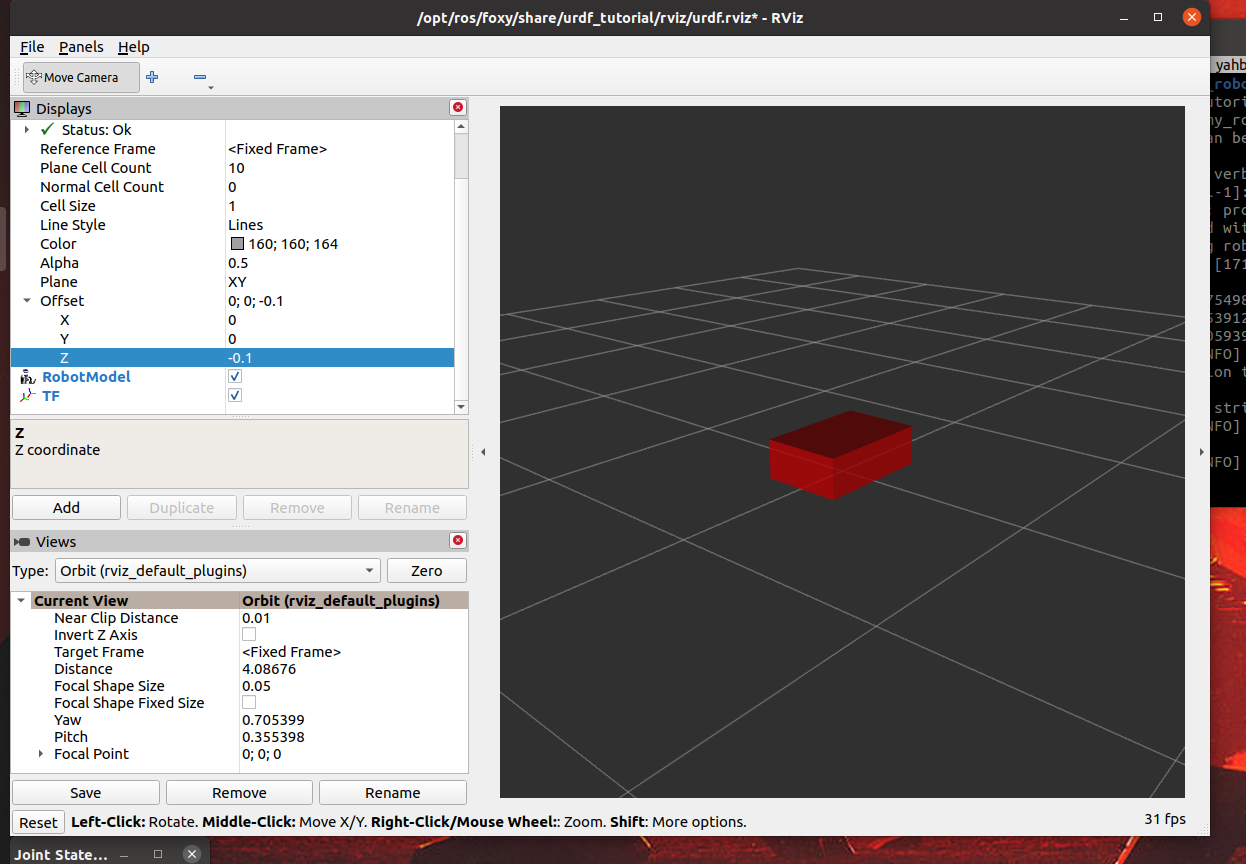 /opt/ros/foxy/share/urdf_tutorial/rviz/urdf.rviz* - RViz
File Panels Help
Move Camera
Displays
Status: Ok
Reference Frame <Fixed Frame>
Plane Cell Count 10
Normal Cell Count 0
Cell Size 1
Line Style Lines
Color 160; 160; 164
Alpha 0.5
Plane XY
Offset 0; 0; -0.1
X 0
Y 0
Z -0.1
RobotModel
TF
Z
Z coordinate
Add Duplicate Remove Rename
Views
Type: Orbit (rviz_default_plugins) Zero
Current View Orbit (rviz_default_plugins)
Near Clip Distance 0.01
Invert Z Axis
Target Frame <Fixed Frame>
Distance 4.08676
Focal Shape Size 0.05
Focal Shape Fixed Size
Yaw 0.705399
Pitch 0.355398
Focal Point 0; 0; 0
Save Remove Rename
Reset Left-Click: Rotate. Middle-Click: Move X/Y. Right-Click/Mouse Wheel:: Zoom. Shift: More options.
31 fps
Joint State...
yahb
_robo
utori
my_ro
an be
verb
l-1]:
pro
d wit
g rob
[171
75498
53912
05939
NFO]
ion t
stri
NFO]
NFO]